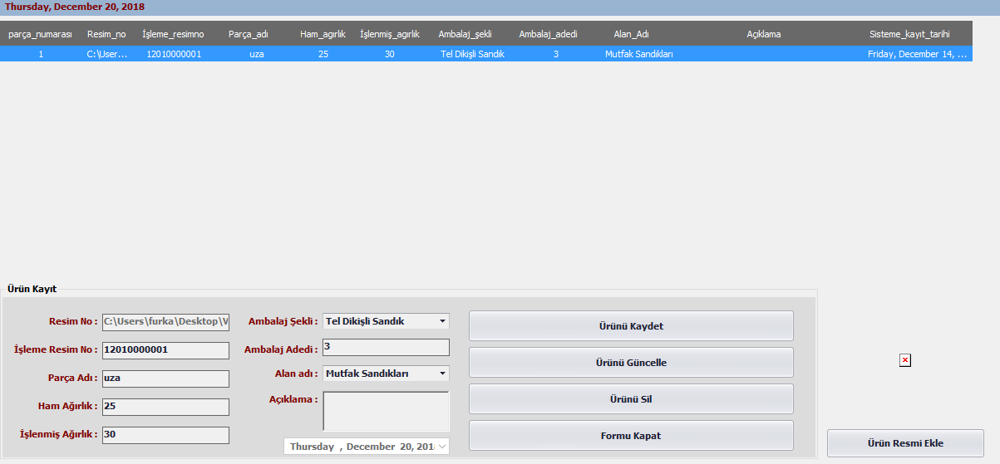 Thursday, December 20, 2018
parça_numarası Resim_no İşleme_resimno Parça_adı Ham_agırlık İşlenmiş_agırlık Ambalaj_şekli Ambalaj_adedi Alan_Adı Açıklama Sisteme_kayıt_tarihi
1 C:\User... 12010000001 uza 25 30 Tel Dikişli Sandık 3 Mutfak Sandıkları Friday, December 14, ...
Ürün Kayıt
Resim No : C:\Users\furka\Desktop\V
İşleme Resim No : 12010000001
Parça Adı : uza
Ham Ağırlık : 25
İşlenmiş Ağırlık : 30
Ambalaj Şekli : Tel Dikişli Sandık
Ambalaj Adedi : 3
Alan adı : Mutfak Sandıkları
Açıklama :
Thursday , December 20, 201
Ürünü Kaydet
Ürünü Güncelle
Ürünü Sil
Formu Kapat
Ürün Resmi Ekle